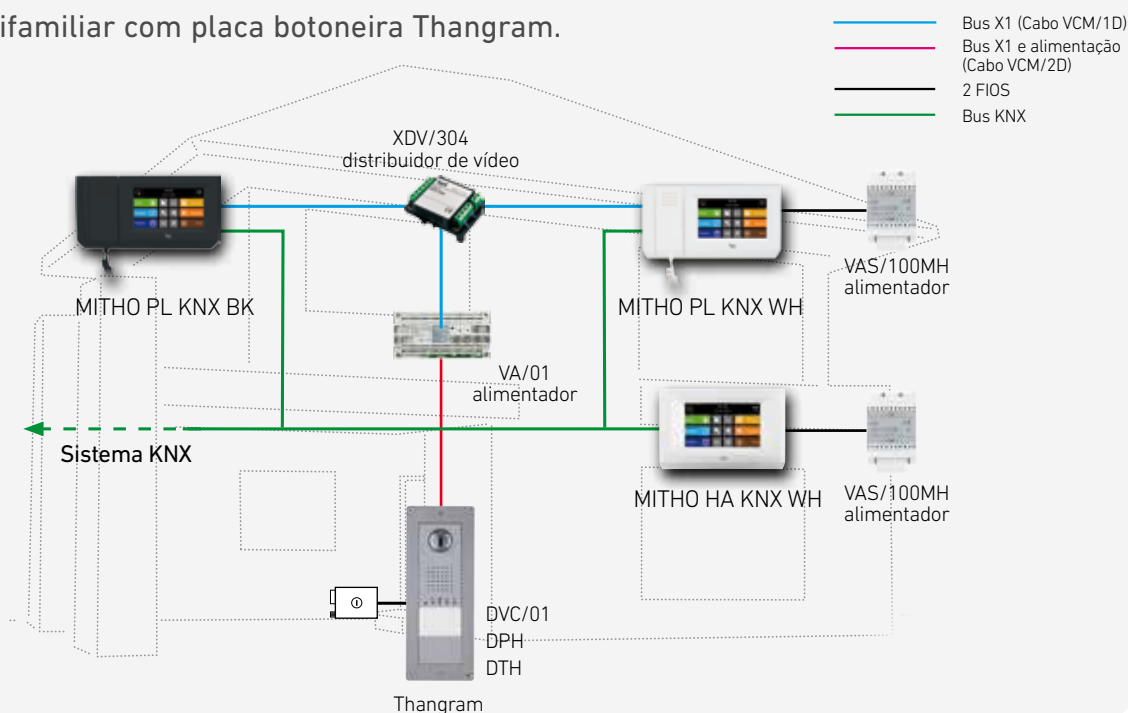 ifamiliar com placa botoneira Thangram.
Bus X1 (Cabo VCM/1D)
Bus X1 e alimentação
(Cabo VCM/2D)
2 FIOS
Bus KNX
XDV/304
distribuidor de vídeo
MITHO PL KNX BK
MITHO PL KNX WH
VAS/100MH
alimentador
VA/01
alimentador
Sistema KNX
MITHO HA KNX WH
VAS/100MH
alimentador
DVC/01
DPH
DTH
Thangram